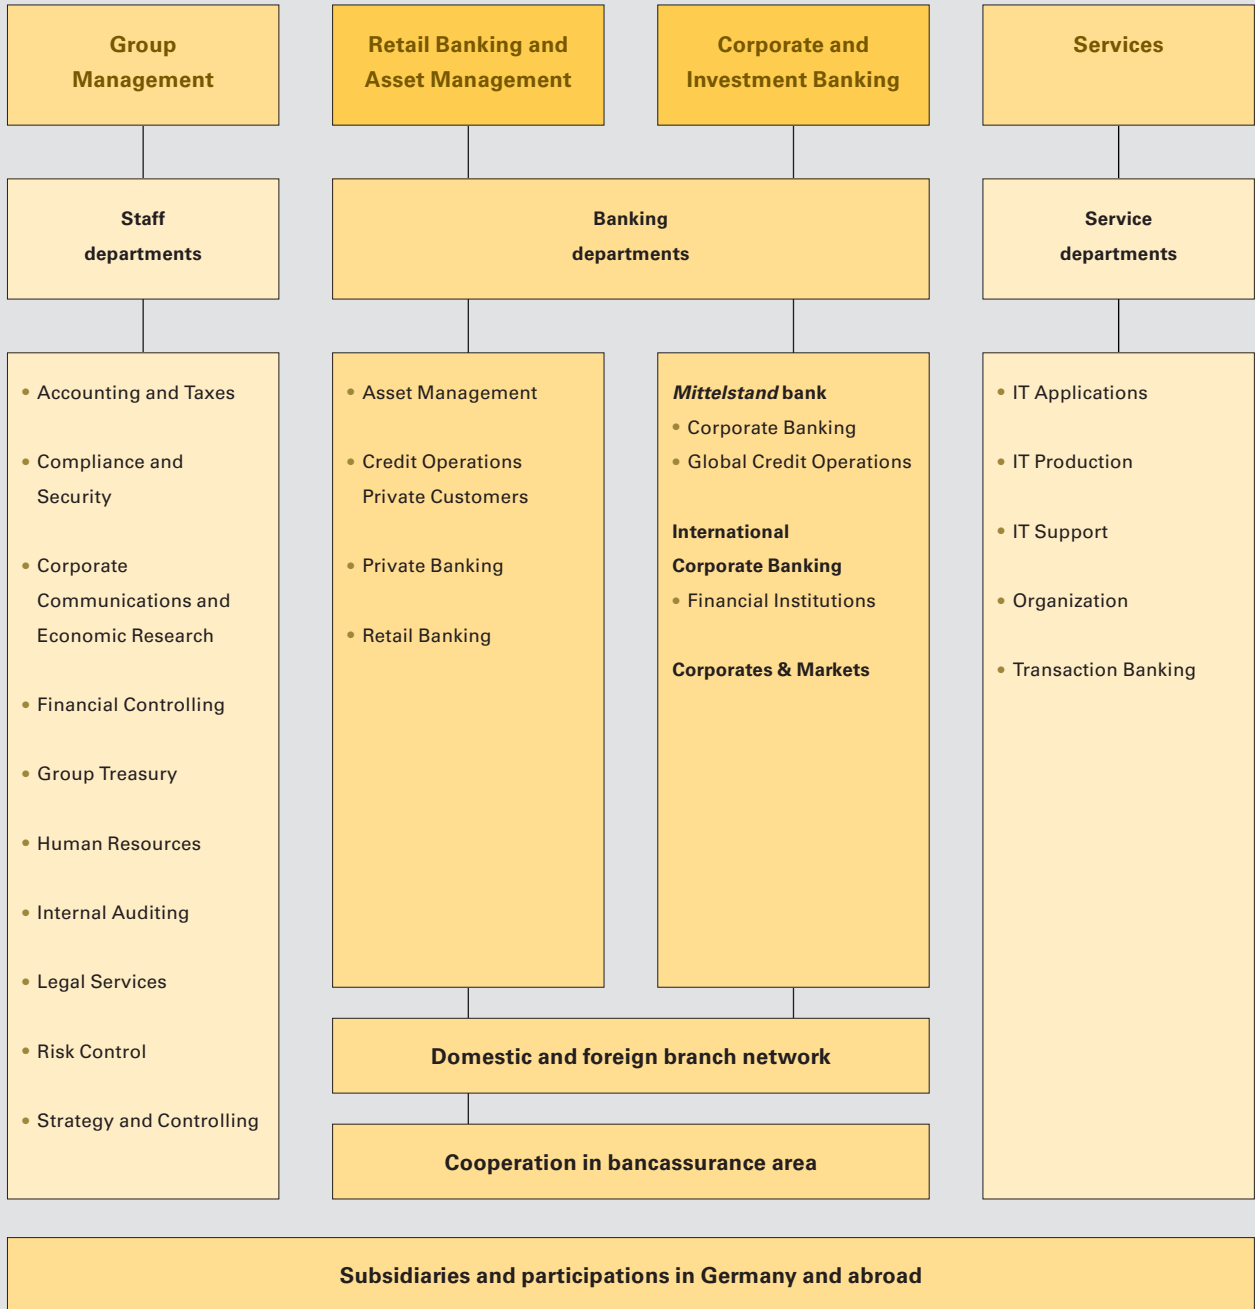 Group
Management
Retail Banking and
Asset Management
Corporate and
Investment Banking
Services
Staff
departments
Banking
departments
Service
departments
• Accounting and Taxes
• Compliance and
Security
• Corporate
Communications and
Economic Research
• Financial Controlling
• Group Treasury
• Human Resources
• Internal Auditing
• Legal Services
• Risk Control
• Strategy and Controlling
• Asset Management
• Credit Operations
Private Customers
• Private Banking
• Retail Banking
Mittelstand bank
• Corporate Banking
• Global Credit Operations
International
Corporate Banking
• Financial Institutions
Corporates & Markets
• IT Applications
• IT Production
• IT Support
• Organization
• Transaction Banking
Domestic and foreign branch network
Cooperation in bancassurance area
Subsidiaries and participations in Germany and abroad